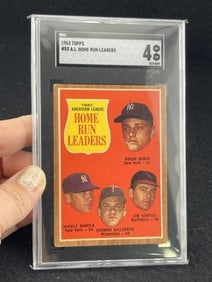 1962 TOPPS
#53 A.L. HOME RUN LEADERS
SGC
4
1961
AMERICAN LEAGUE
HOME
RUN
LEADERS
ROGER MARIS
New York - 61
MICKEY MANTLE
New York - 54
HARMON KILLEBREW
Minnesota - 46
JIM GENTILE
Baltimore - 46